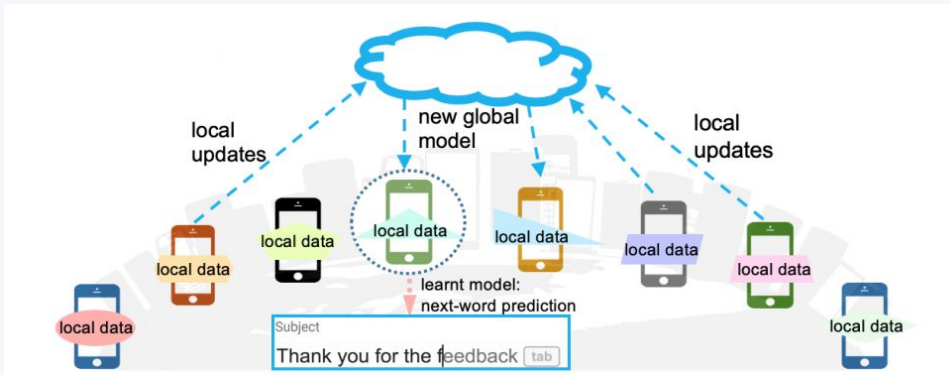 new global
model
local
updates
local
updates
local data
local data
local data
local data
local data
local data
local data
local data
learnt model:
next-word prediction
Subject
Thank you for the feedback tab